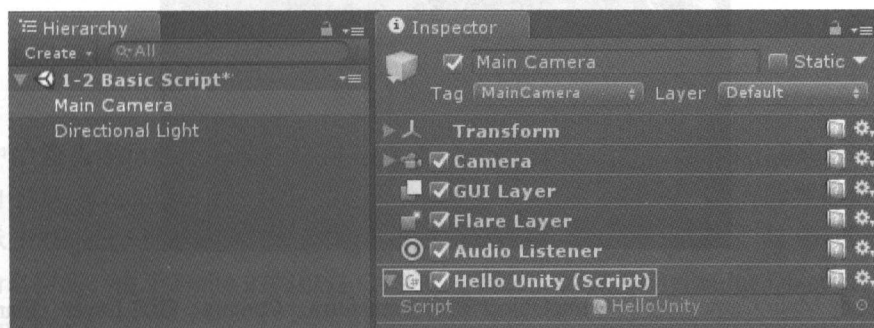 Hierarchy
Create
All
1-2 Basic Script*
Main Camera
Directional Light
Inspector
Main Camera
Static
Tag MainCamera Layer Default
Transform
Camera
GUI Layer
Flare Layer
Audio Listener
Hello Unity (Script)
Script HelloUnity